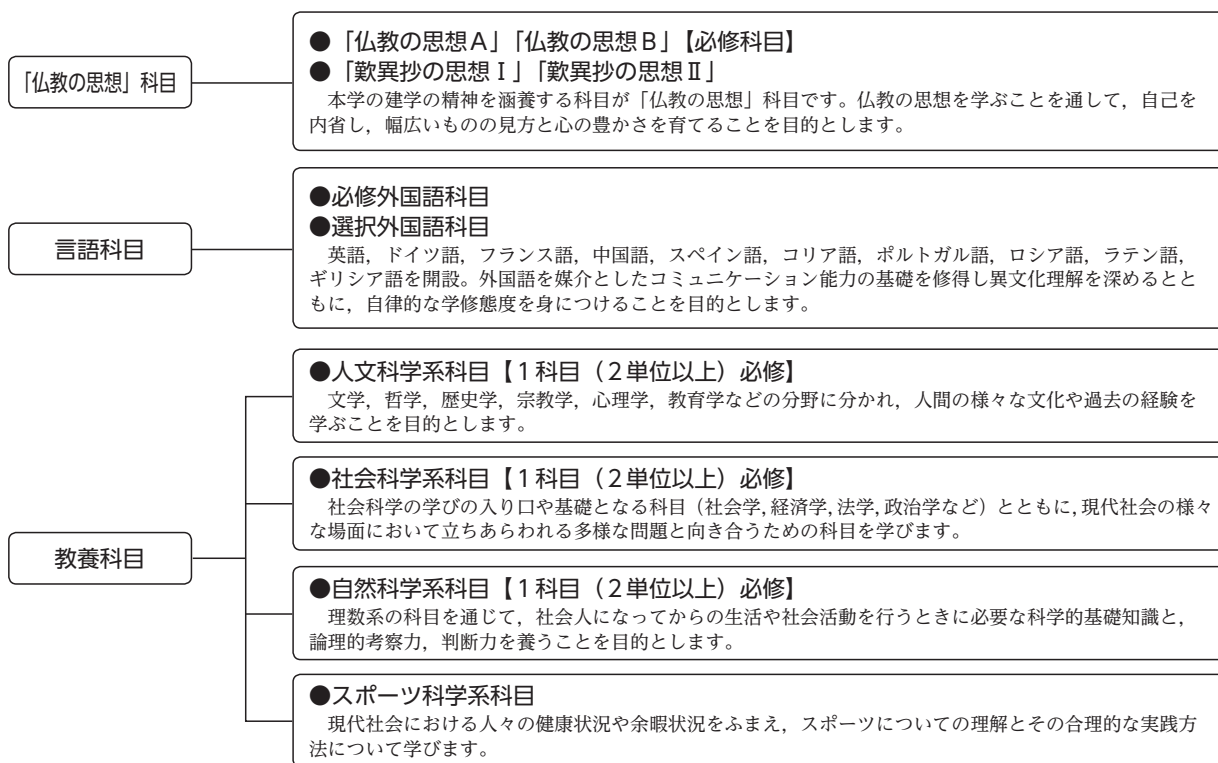 「仏教の思想」科目
●「仏教の思想A」「仏教の思想B」【必修科目】
●「歎異抄の思想Ⅰ」「歎異抄の思想Ⅱ」
本学の建学の精神を涵養する科目が「仏教の思想」科目です。仏教の思想を学ぶことを通して，自己を
内省し，幅広いものの見方と心の豊かさを育てることを目的とします。
言語科目
●必修外国語科目
●選択外国語科目
英語，ドイツ語，フランス語，中国語，スペイン語，コリア語，ポルトガル語，ロシア語，ラテン語，
ギリシア語を開設。外国語を媒介としたコミュニケーション能力の基礎を修得し異文化理解を深めるとと
もに，自律的な学修態度を身につけることを目的とします。
教養科目
●人文科学系科目【1科目（2単位以上）必修】
文学，哲学，歴史学，宗教学，心理学，教育学などの分野に分かれ，人間の様々な文化や過去の経験を
学ぶことを目的とします。
●社会科学系科目【1科目（2単位以上）必修】
社会科学の学びの入り口や基礎となる科目（社会学，経済学，法学，政治学など）とともに，現代社会の様々
な場面において立ちあらわれる多様な問題と向き合うための科目を学びます。
●自然科学系科目【1科目（2単位以上）必修】
理数系の科目を通じて，社会人になってからの生活や社会活動を行うときに必要な科学的基礎知識と，
論理的考察力，判断力を養うことを目的とします。
●スポーツ科学系科目
現代社会における人々の健康状況や余暇状況をふまえ，スポーツについての理解とその合理的な実践方
法について学びます。